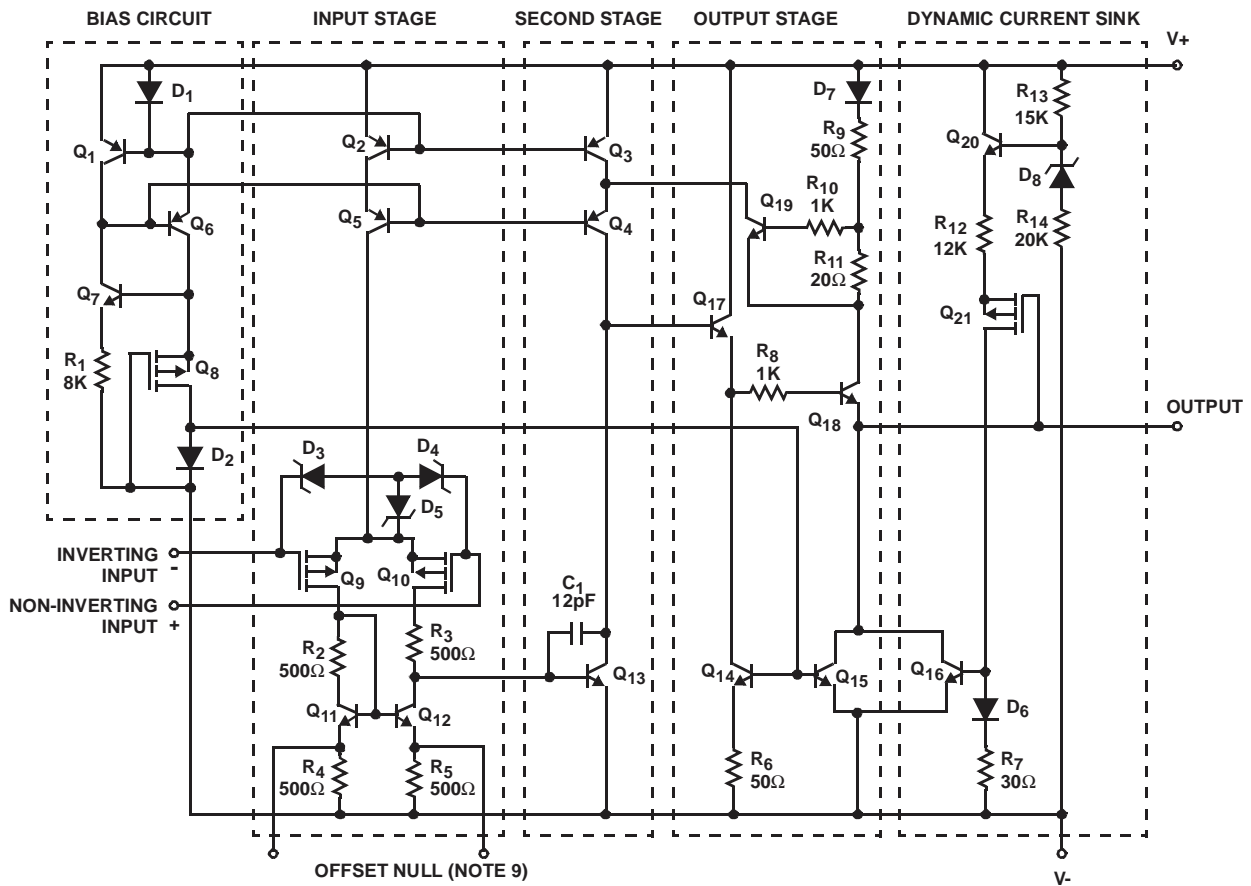 BIAS CIRCUIT
INPUT STAGE
SECOND STAGE
OUTPUT STAGE
DYNAMIC CURRENT SINK
V+
D1
D7
R13
15K
Q1
Q2
Q3
R9
50Ω
Q20
D8
Q6
Q5
Q4
Q19
R10
1K
R12
12K
R14
20K
R11
20Ω
Q7
Q17
Q21
R1
8K
Q8
R8
1K
Q18
OUTPUT
D2
D3
D4
D5
INVERTING
INPUT
-
Q9
Q10
NON-INVERTING
INPUT
+
C1
12pF
R2
500Ω
R3
500Ω
Q13
Q14
Q15
Q16
D6
Q11
Q12
R4
500Ω
R5
500Ω
R6
50Ω
R7
30Ω
OFFSET NULL (NOTE 9)
V-